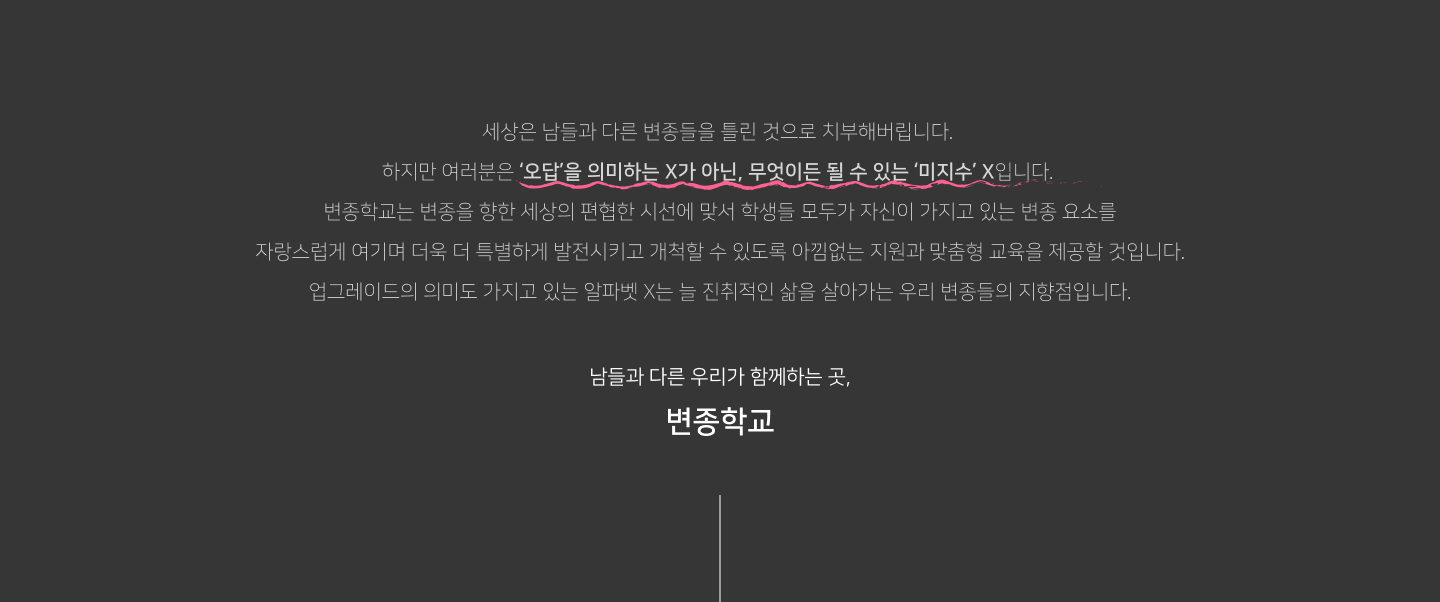 세상은 남들과 다른 변종들을 틀린 것으로 치부해버립니다.
하지만 여러분은 ‘오답’을 의미하는 X가 아닌, 무엇이든 될 수 있는 ‘미지수’ X입니다.
변종학교는 변종을 향한 세상의 편협한 시선에 맞서 학생들 모두가 자신이 가지고 있는 변종 요소를
자랑스럽게 여기며 더욱 더 특별하게 발전시키고 개척할 수 있도록 아낌없는 지원과 맞춤형 교육을 제공할 것입니다.
업그레이드의 의미도 가지고 있는 알파벳 X는 늘 진취적인 삶을 살아가는 우리 변종들의 지향점입니다.
남들과 다른 우리가 함께하는 곳,
변종학교